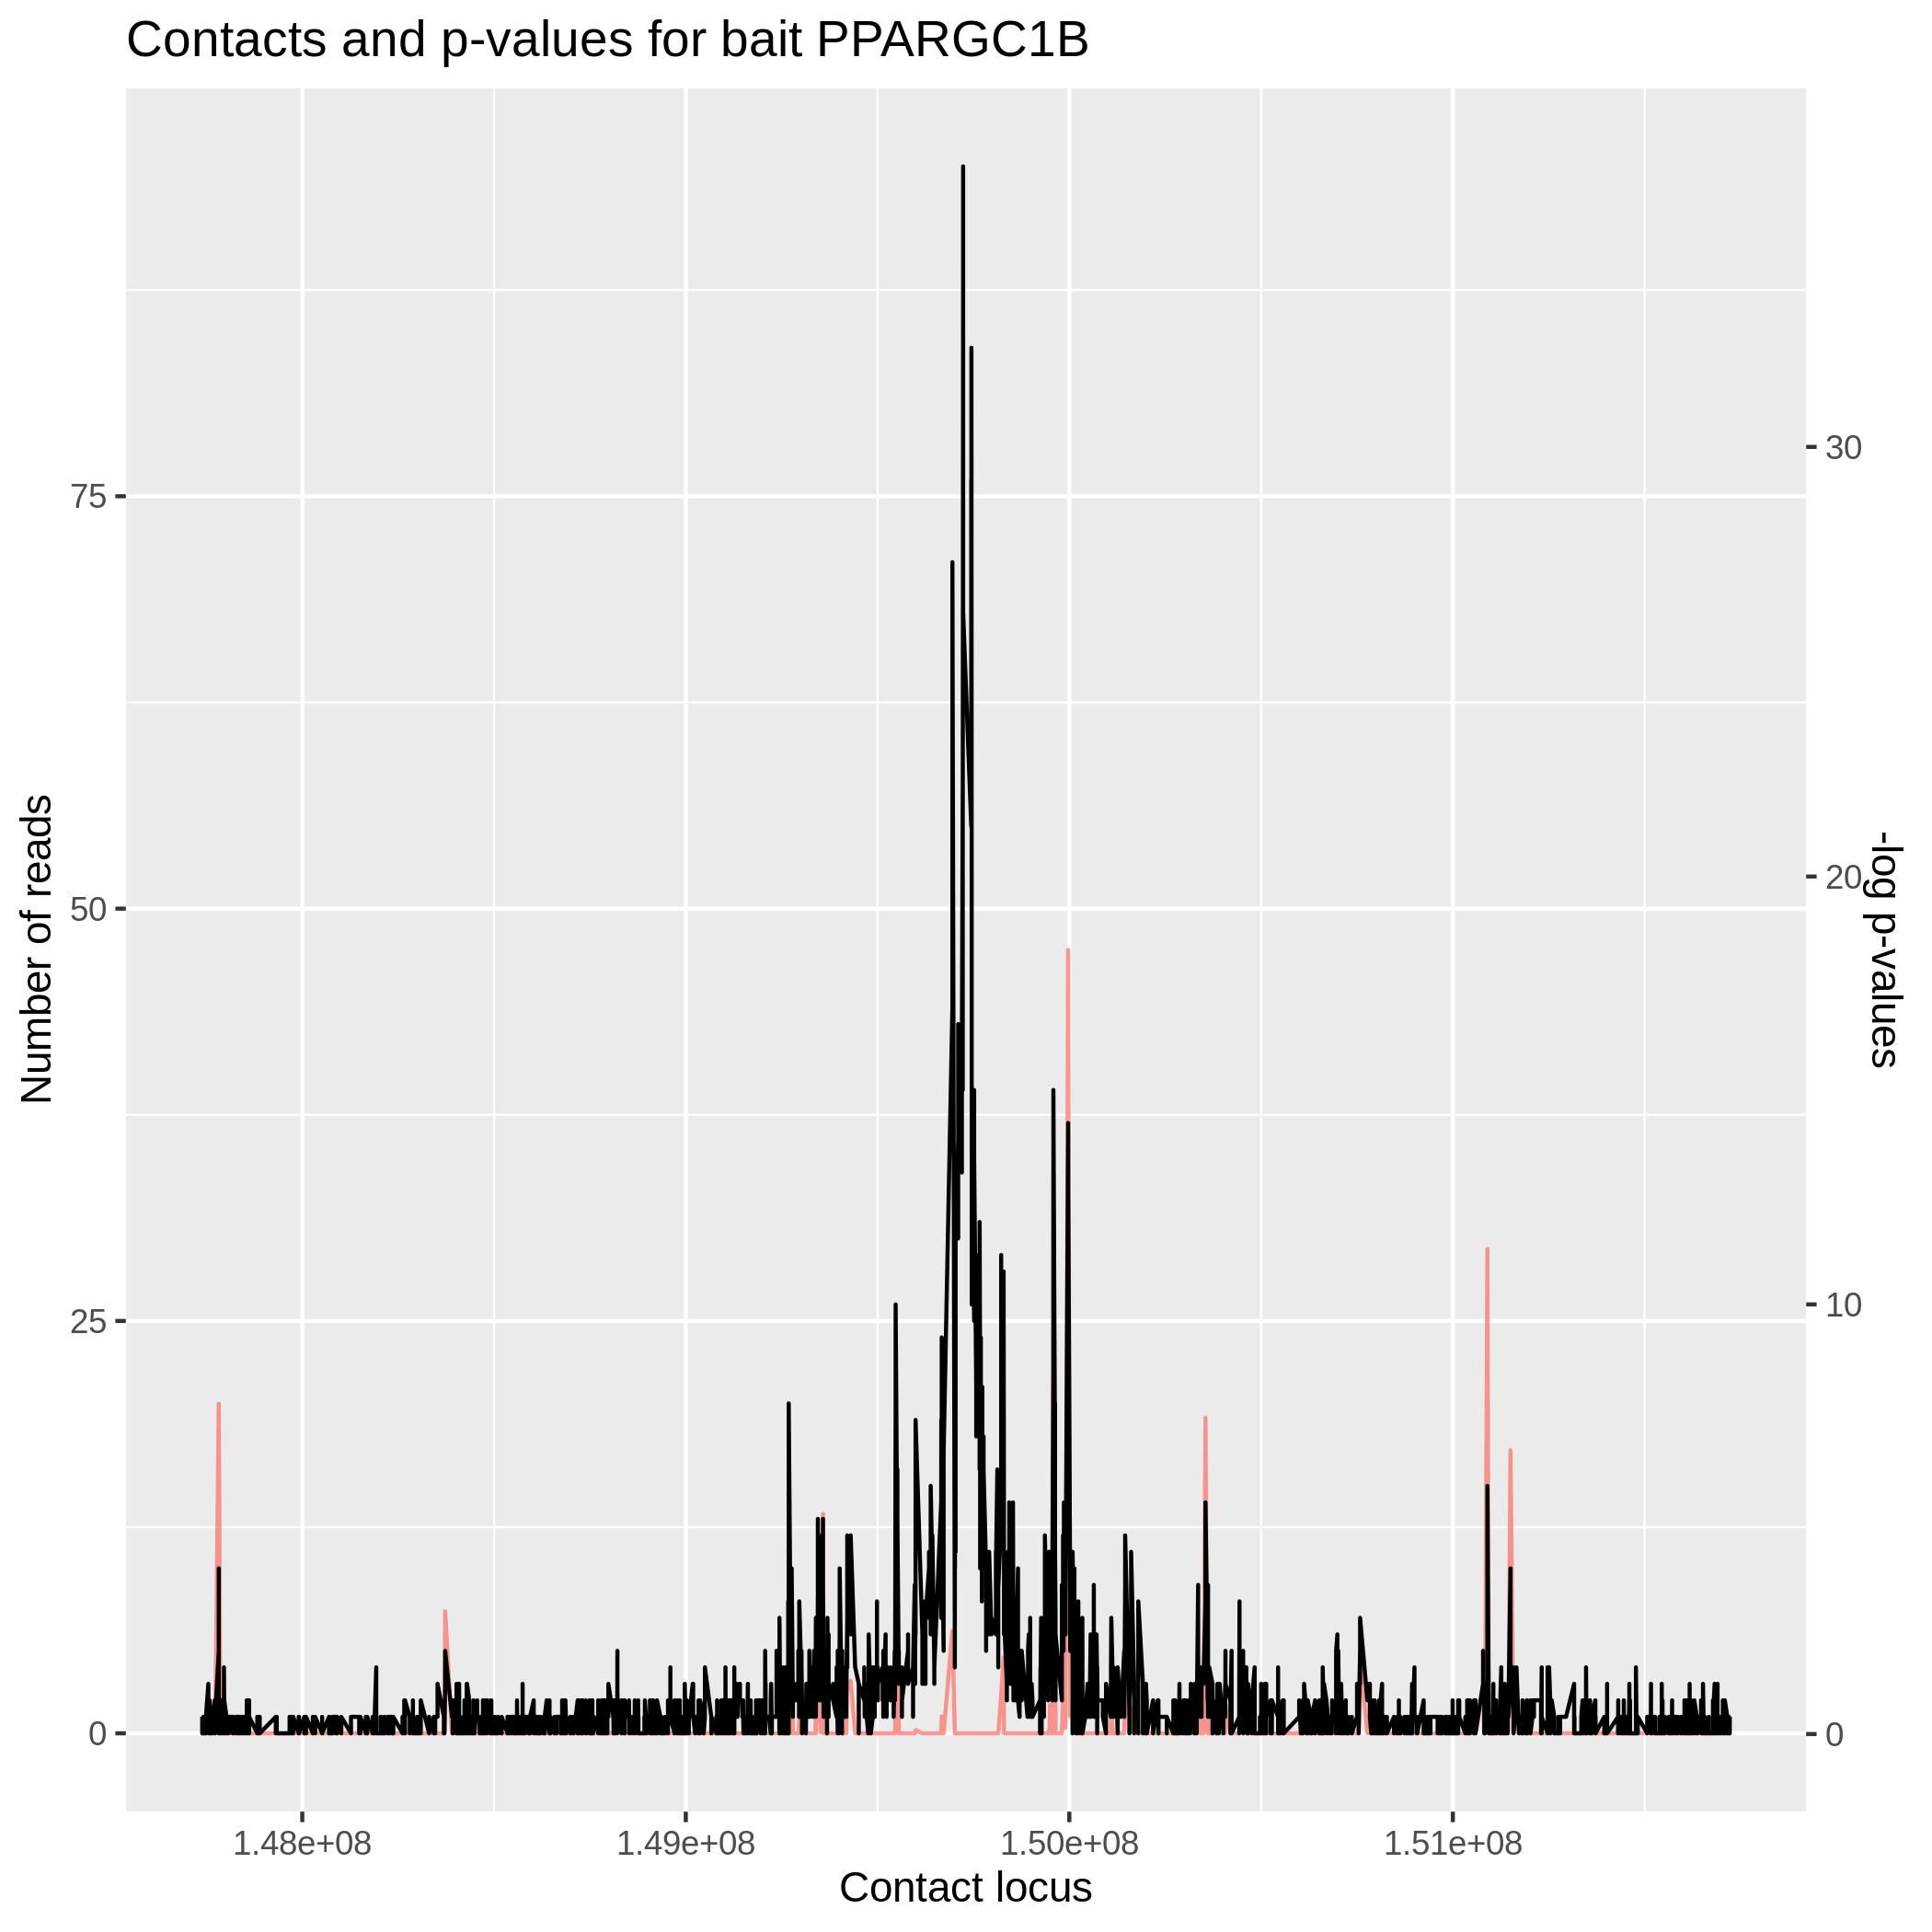 Contacts and p-values for bait PPARGC1B
Number of reads
75
50
25
0
30
20
10
0
-log p-values
1.48e+08
1.49e+08
1.50e+08
1.51e+08
Contact locus